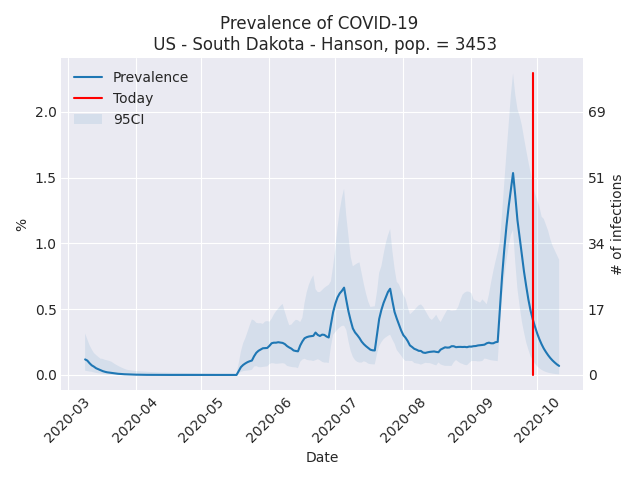 Prevalence of COVID-19
US - South Dakota - Hanson, pop. = 3453
Prevalence
Today
95CI
2.0
1.5
1.0
0.5
0.0
%
69
51
34
17
0
# of infections
2020-03
2020-04
2020-05
2020-06
2020-07
2020-08
2020-09
2020-10
Date